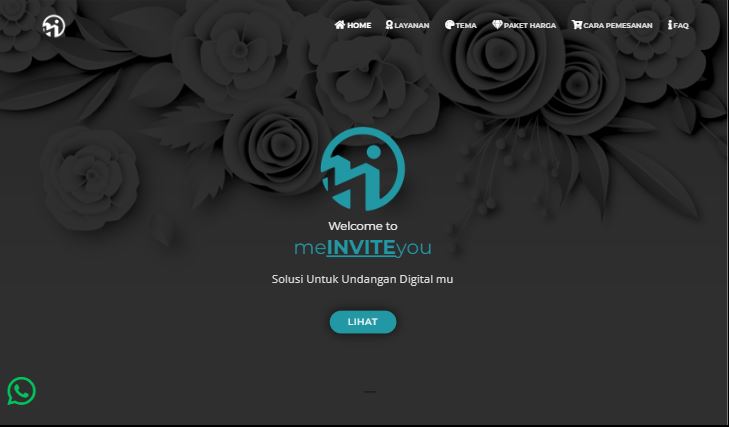 HOME
LAYANAN
TEMA
PAKET HARGA
CARA PEMESANAN
FAQ
Welcome to
meINVITEyou
Solusi Untuk Undangan Digital mu
LIHAT